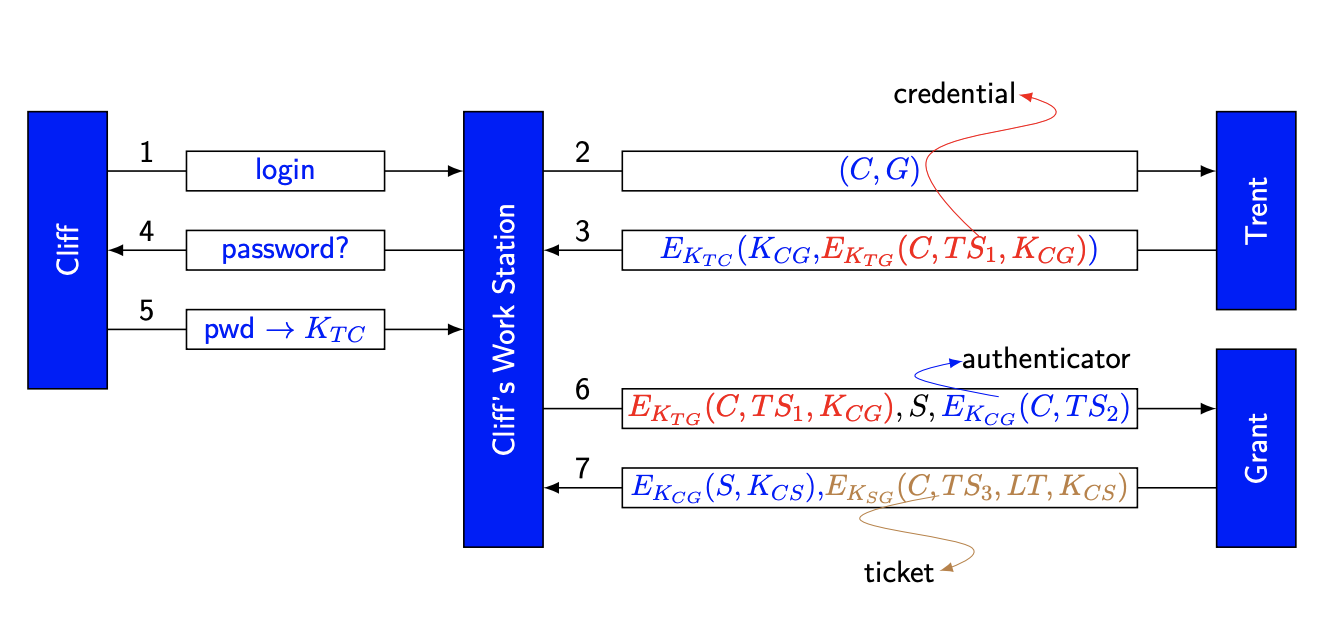 credential
1
login
2
(C, G)
4
password?
3
E_{K_{TC}}(K_{CG},E_{K_{TG}}(C, TS_1, K_{CG}))
5
pwd → K_{TC}
authenticator
6
E_{K_{TG}}(C, TS_1, K_{CG}), S, E_{K_{CG}}(C, TS_2)
7
E_{K_{CG}}(S, K_{CS}),E_{K_{SG}}(C, TS_3, LT, K_{CS})
ticket
Cliff
Cliff's Work Station
Trent
Grant